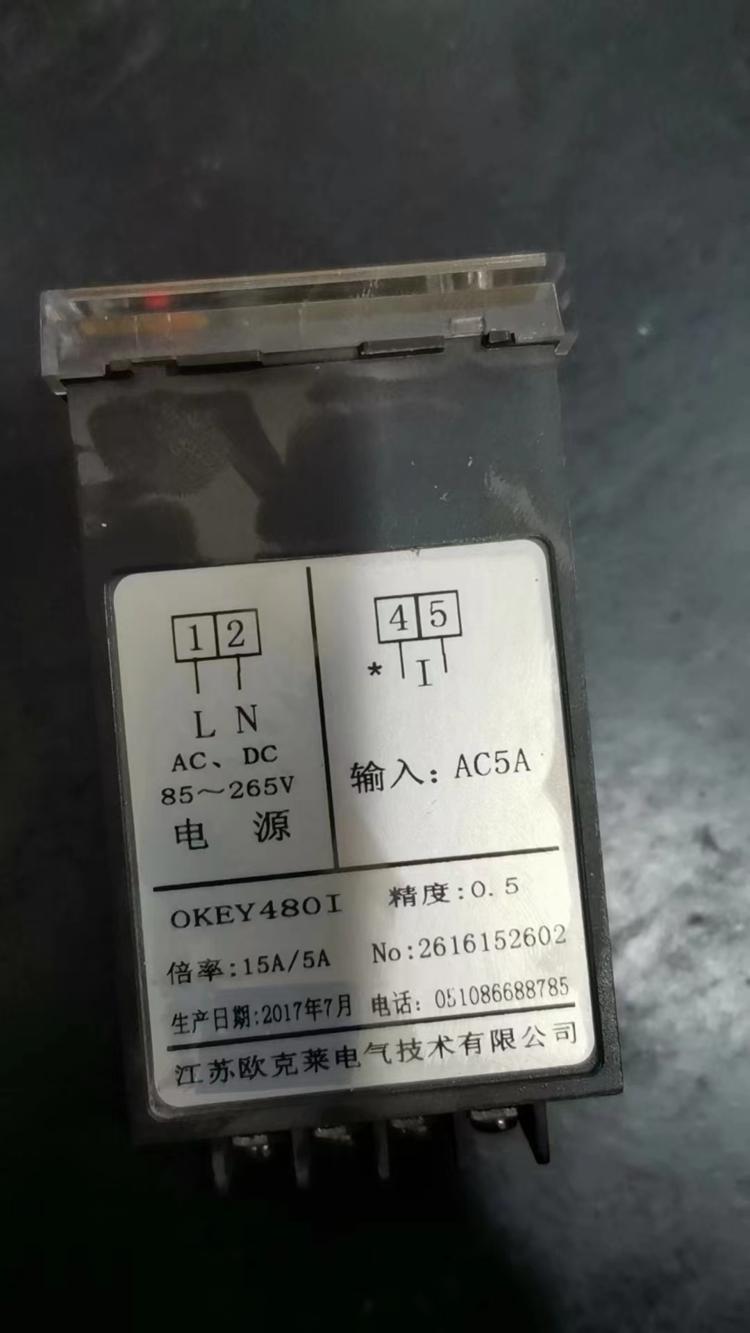 1 2
L N
AC、DC
85～265V
电 源
4 5
* I
输入：AC5A
OKEY480I 精度:0.5
倍率:15A/5A No:2616152602
生产日期:2017年7月 电话：051086688785
江苏欧克莱电气技术有限公司